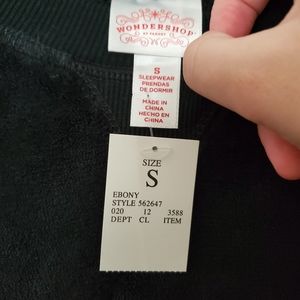 WONDERSHOP
AT TARGET
S
SLEEPWEAR
PRENDAS
DE DORMIR
MADE IN
CHINA
HECHO EN
CHINA
SIZE
S
EBONY
STYLE 562647
020 12 3588
DEPT CL ITEM